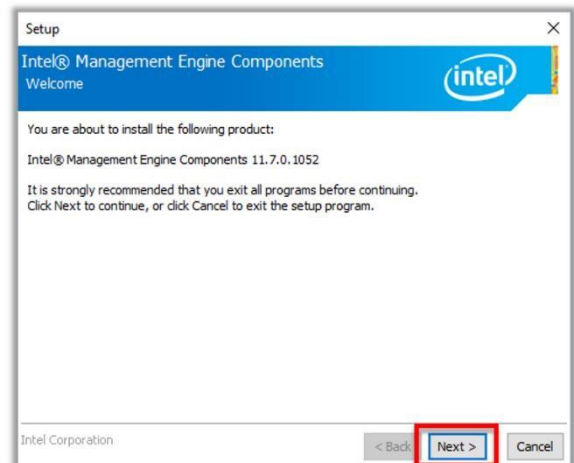 Setup
Intel® Management Engine Components
Welcome
intel
You are about to install the following product:
Intel® Management Engine Components 11.7.0.1052
It is strongly recommended that you exit all programs before continuing.
Click Next to continue, or click Cancel to exit the setup program.
Intel Corporation
< Back
Next >
Cancel